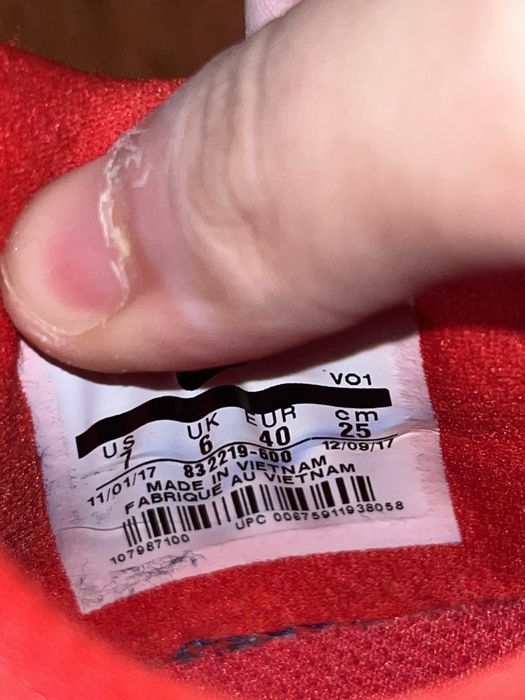 VO1
US UK EUR cm
7 6 40 25
832219-600
11/01/17 12/09/17
MADE IN VIETNAM
FABRIQUE AU VIETNAM
107987100 UPC 00675911938058